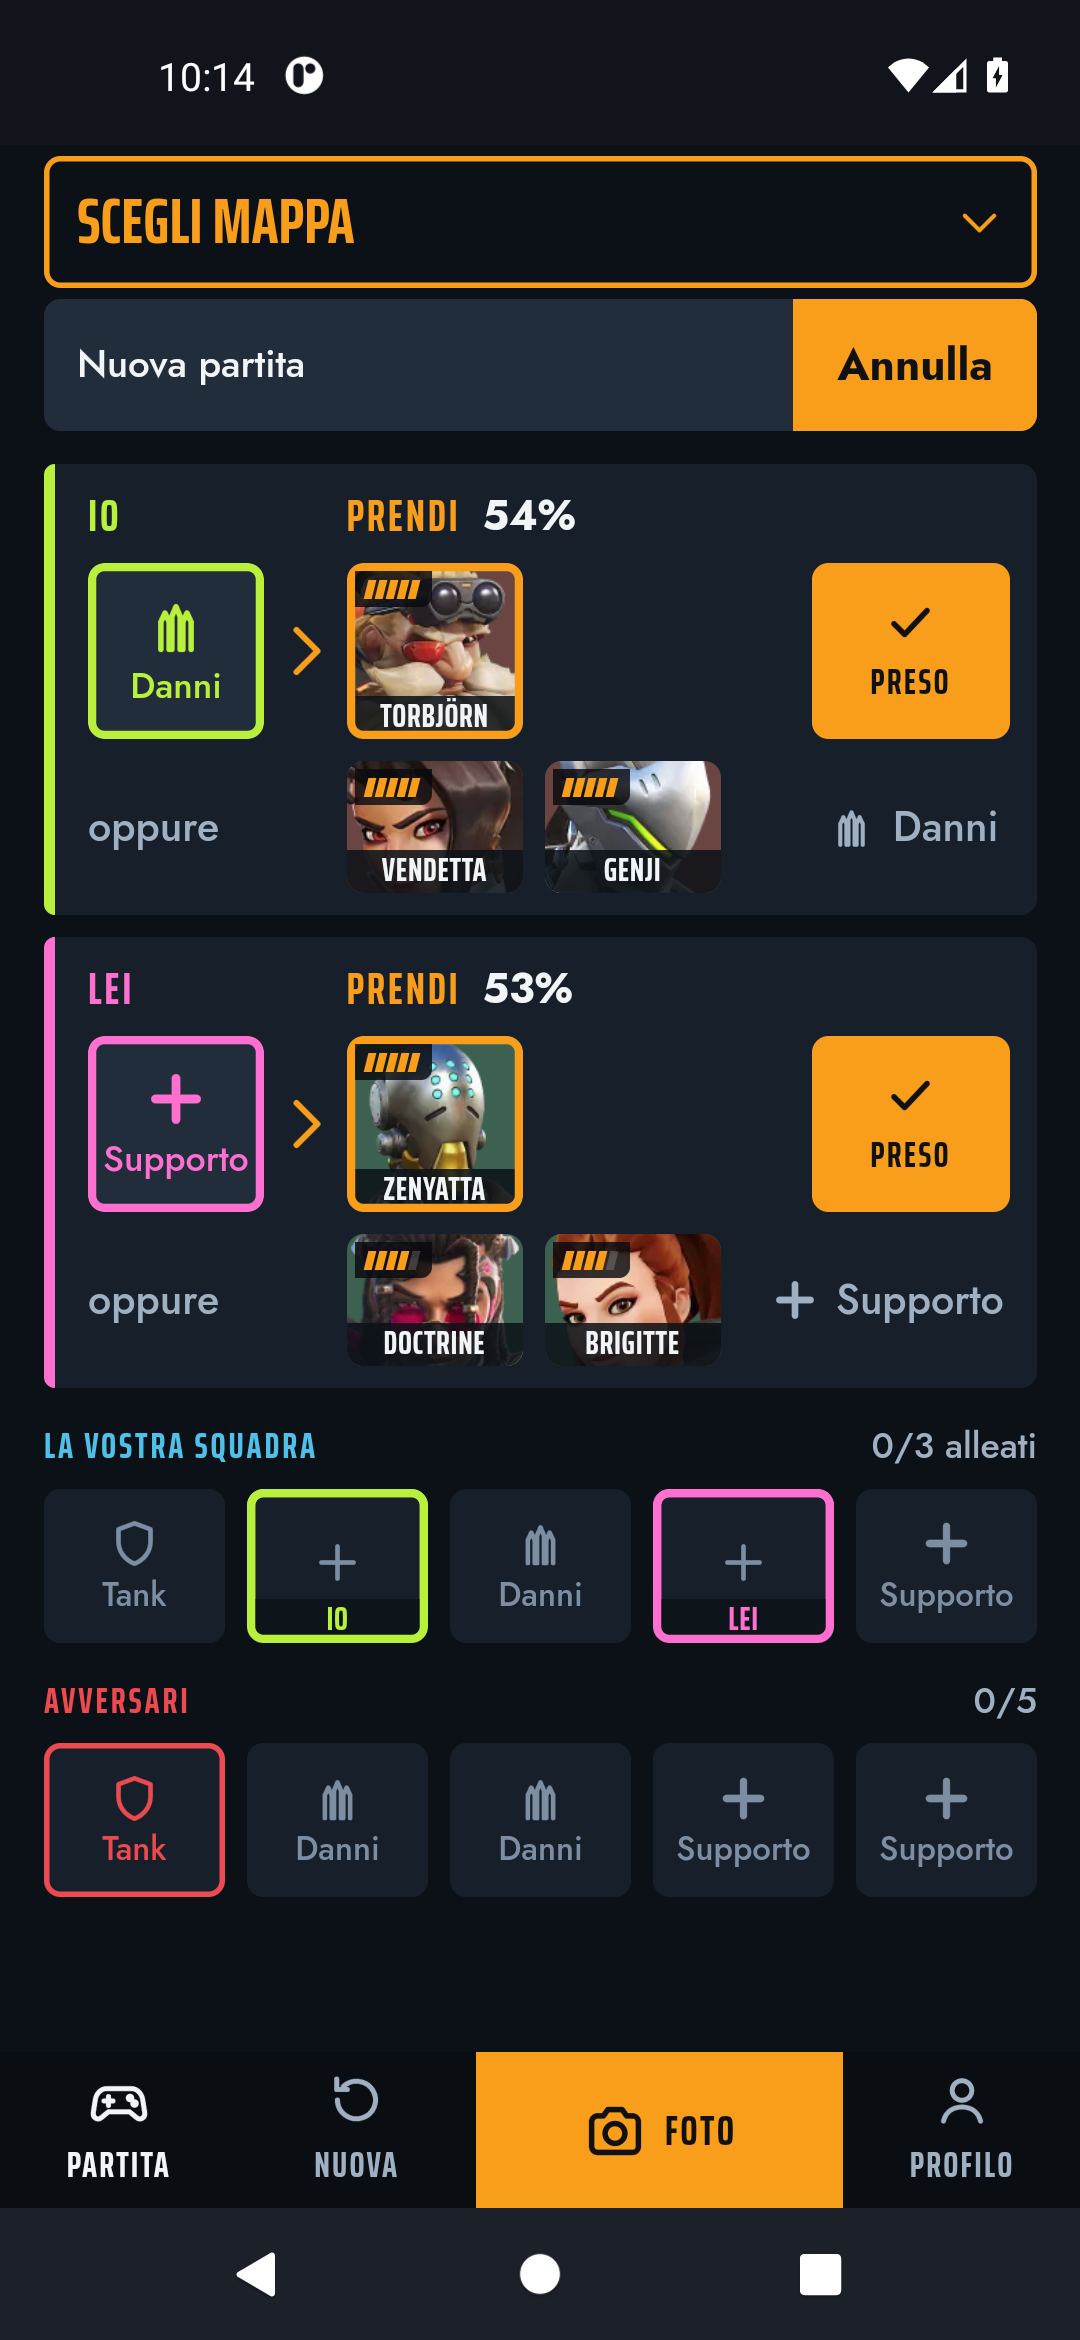 10:14
SCEGLI MAPPA
Nuova partita
Annulla
IO
PRENDI 54%
Danni
TORBJÖRN
PRESO
oppure
VENDETTA
GENJI
Danni
LEI
PRENDI 53%
Supporto
ZENYATTA
PRESO
oppure
DOCTRINE
BRIGITTE
Supporto
LA VOSTRA SQUADRA
0/3 alleati
Tank
IO
Danni
LEI
Supporto
AVVERSARI
0/5
Tank
Danni
Danni
Supporto
Supporto
PARTITA
NUOVA
FOTO
PROFILO